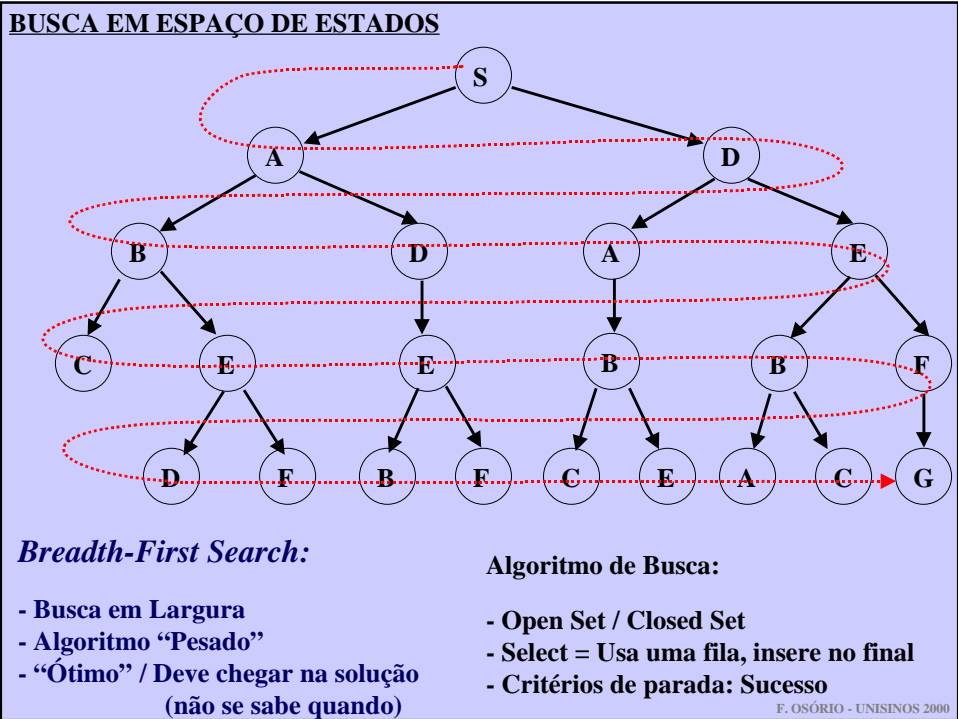 BUSCA EM ESPAÇO DE ESTADOS
S
A D
B D A E
C E E B B F
D F B F C E A C G
Breadth-First Search:
- Busca em Largura
- Algoritmo “Pesado”
- “Ótimo” / Deve chegar na solução
(não se sabe quando)
Algoritmo de Busca:
- Open Set / Closed Set
- Select = Usa uma fila, insere no final
- Critérios de parada: Sucesso
F. OSÓRIO - UNISINOS 2000